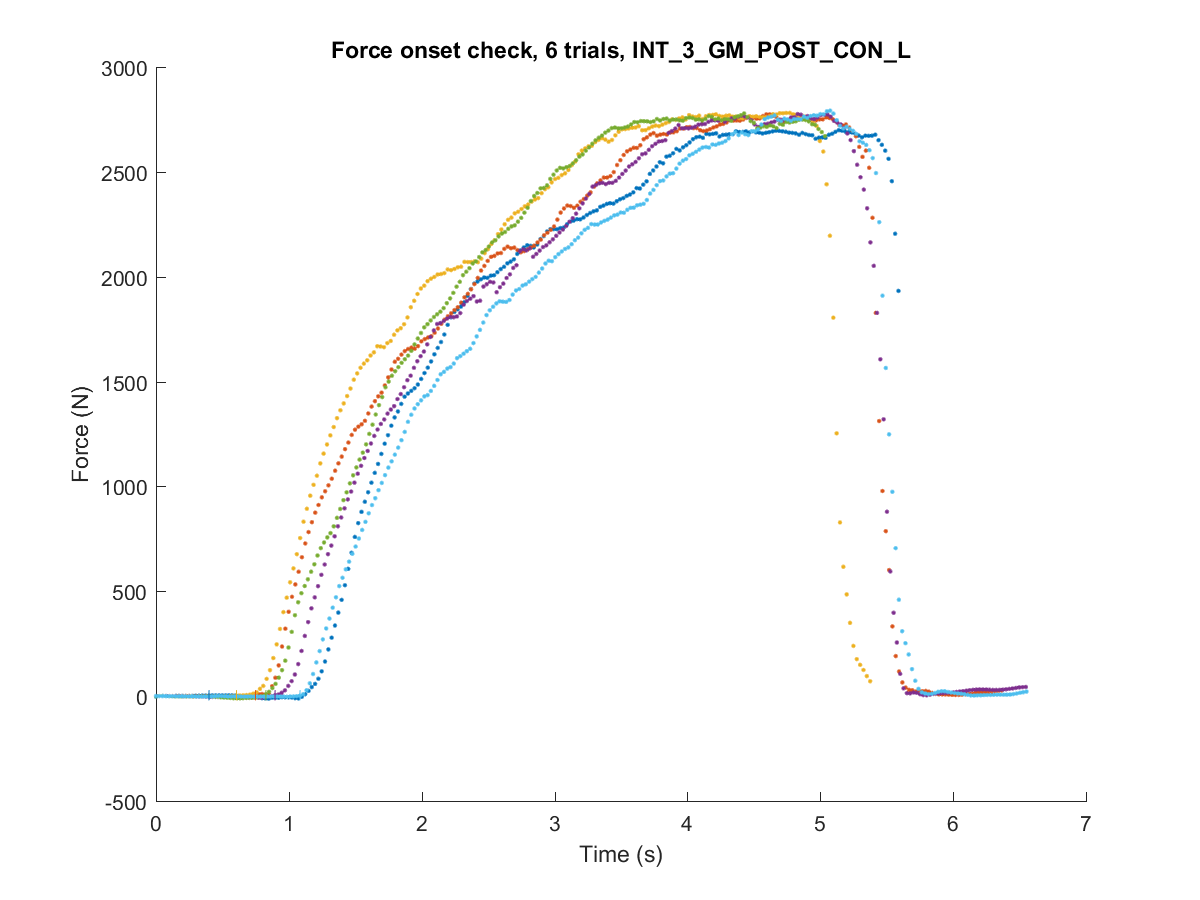 Force onset check, 6 trials, INT_3_GM_POST_CON_L
3000
2500
2000
1500
1000
500
0
-500
Force (N)
0 1 2 3 4 5 6 7
Time (s)